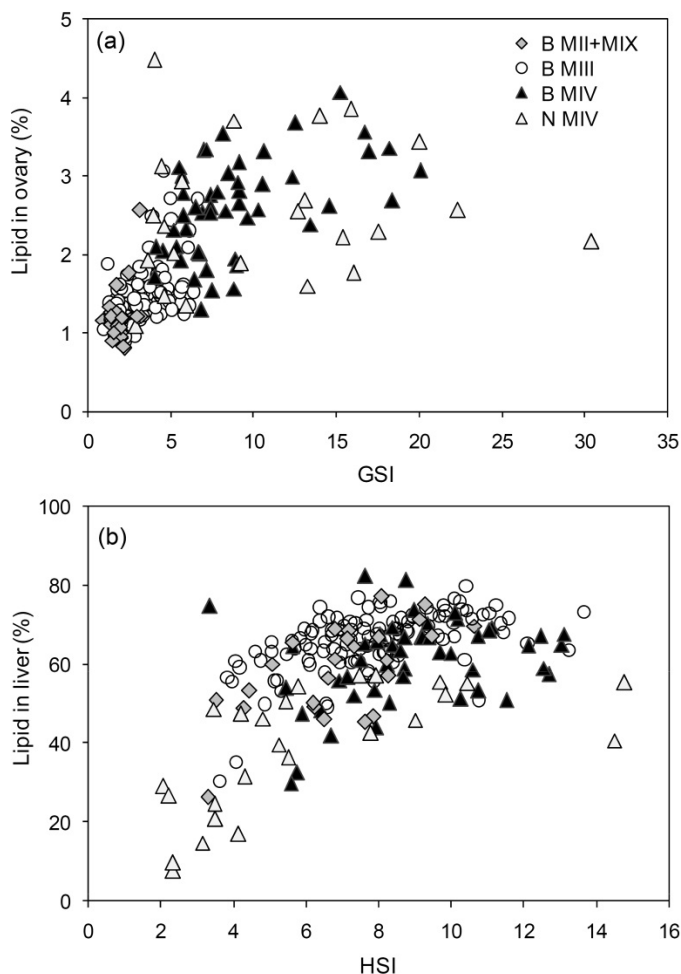 (a)
B MII+MIX
B MIII
B MIV
N MIV
Lipid in ovary (%)
5
4
3
2
1
0
0 5 10 15 20 25 30 35
GSI
(b)
Lipid in liver (%)
100
80
60
40
20
0
0 2 4 6 8 10 12 14 16
HSI